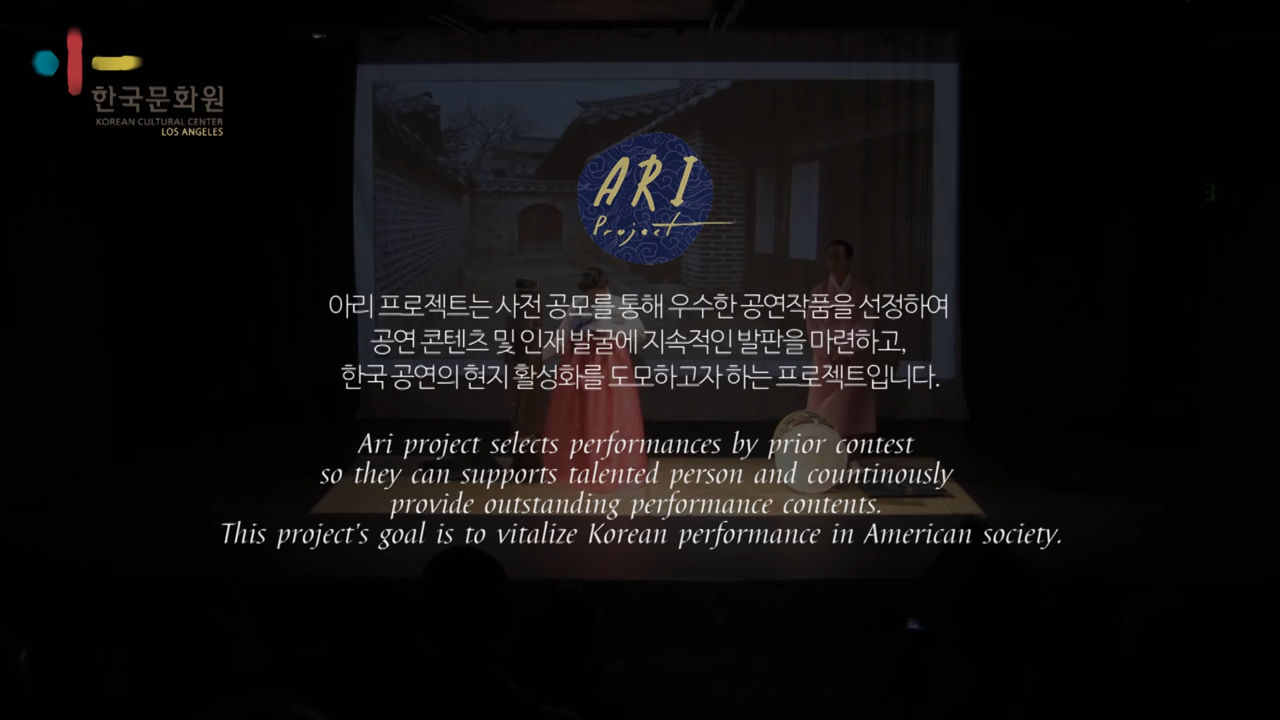 한국문화원
KOREAN CULTURAL CENTER
LOS ANGELES
ARI
Project
아리 프로젝트는 사전 공모를 통해 우수한 공연작품을 선정하여
공연 콘텐츠 및 인재 발굴에 지속적인 발판을 마련하고,
한국 공연의 현지 활성화를 도모하고자 하는 프로젝트입니다.
Ari project selects performances by prior contest
so they can supports talented person and countinously
provide outstanding performance contents.
This project's goal is to vitalize Korean performance in American society.